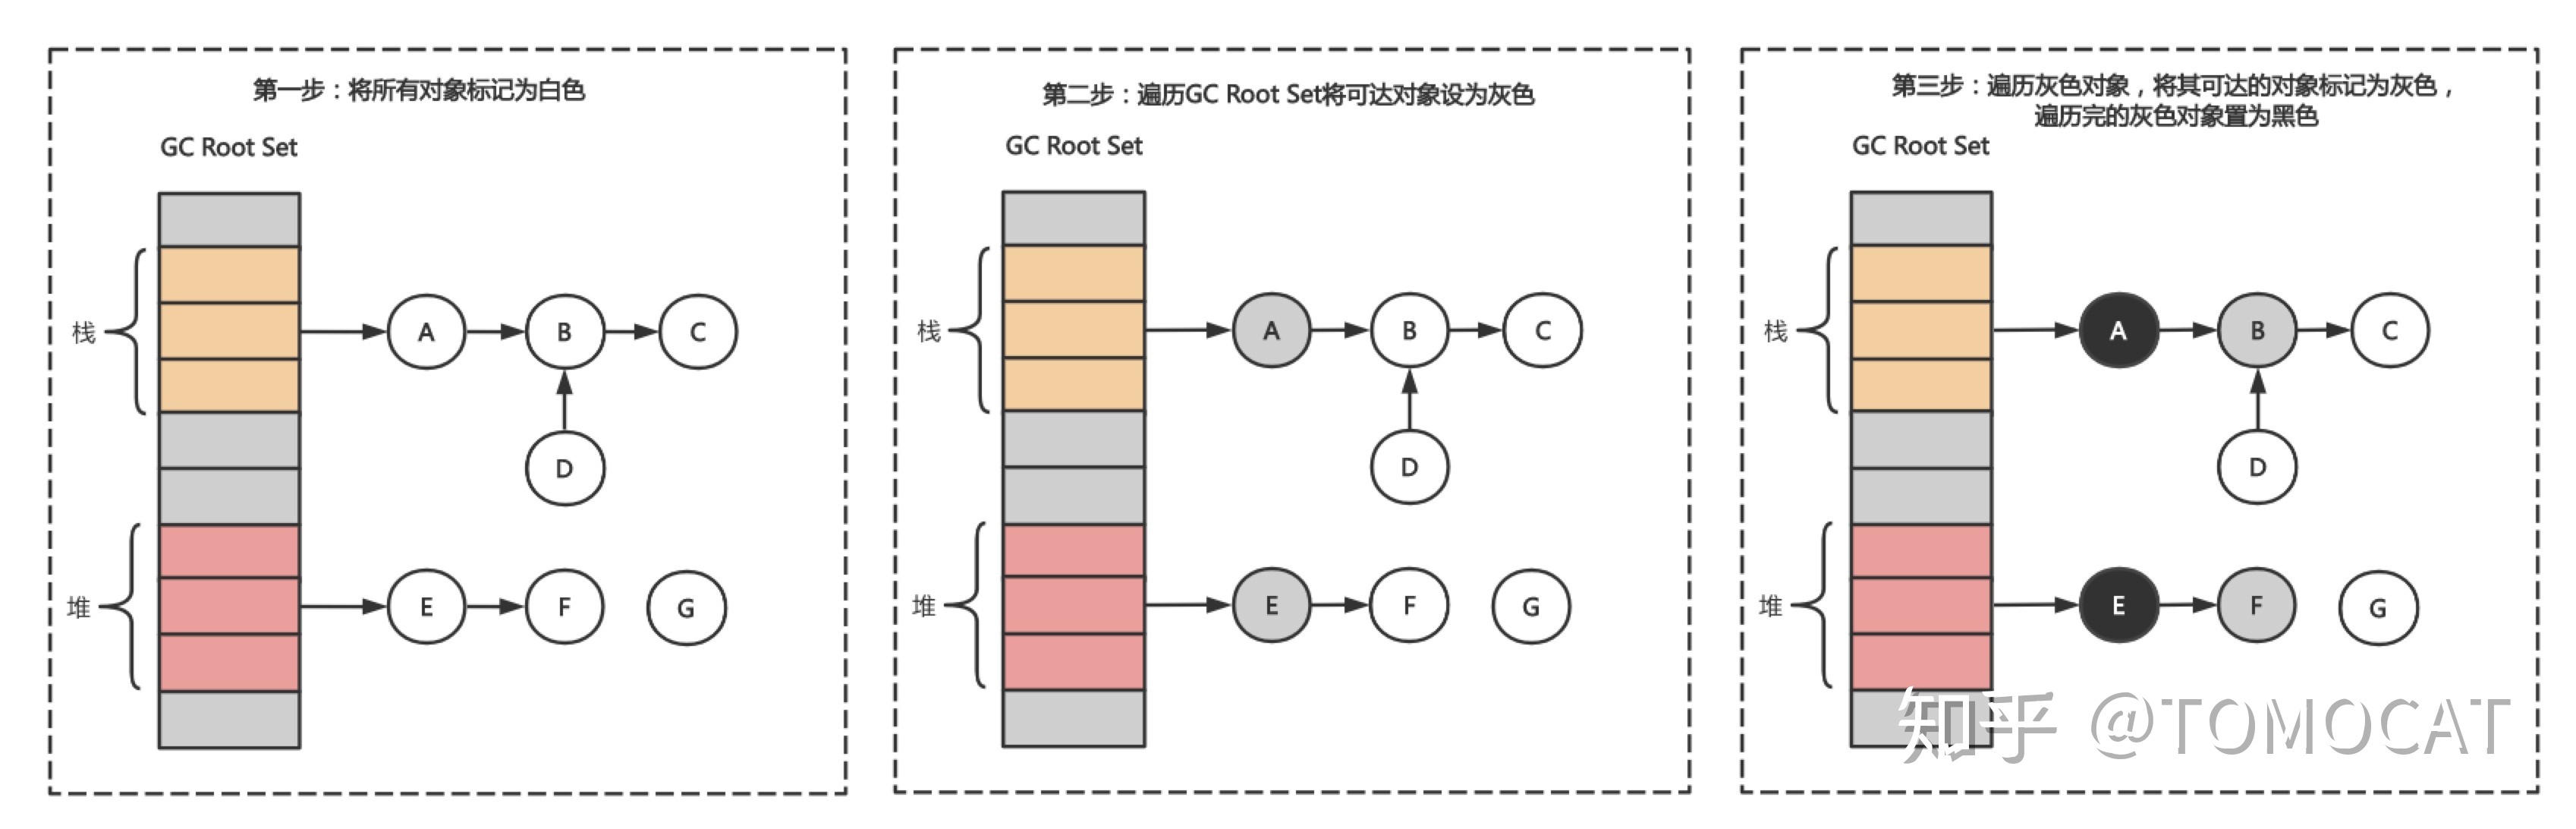 第一步：将所有对象标记为白色
GC Root Set
栈
A
B
C
D
堆
E
F
G
第二步：遍历GC Root Set将可达对象设为灰色
GC Root Set
栈
A
B
C
D
堆
E
F
G
第三步：遍历灰色对象，将其可达的对象标记为灰色，
遍历完的灰色对象置为黑色
GC Root Set
栈
A
B
C
D
堆
E
F
G
知乎 @TOMOCAT